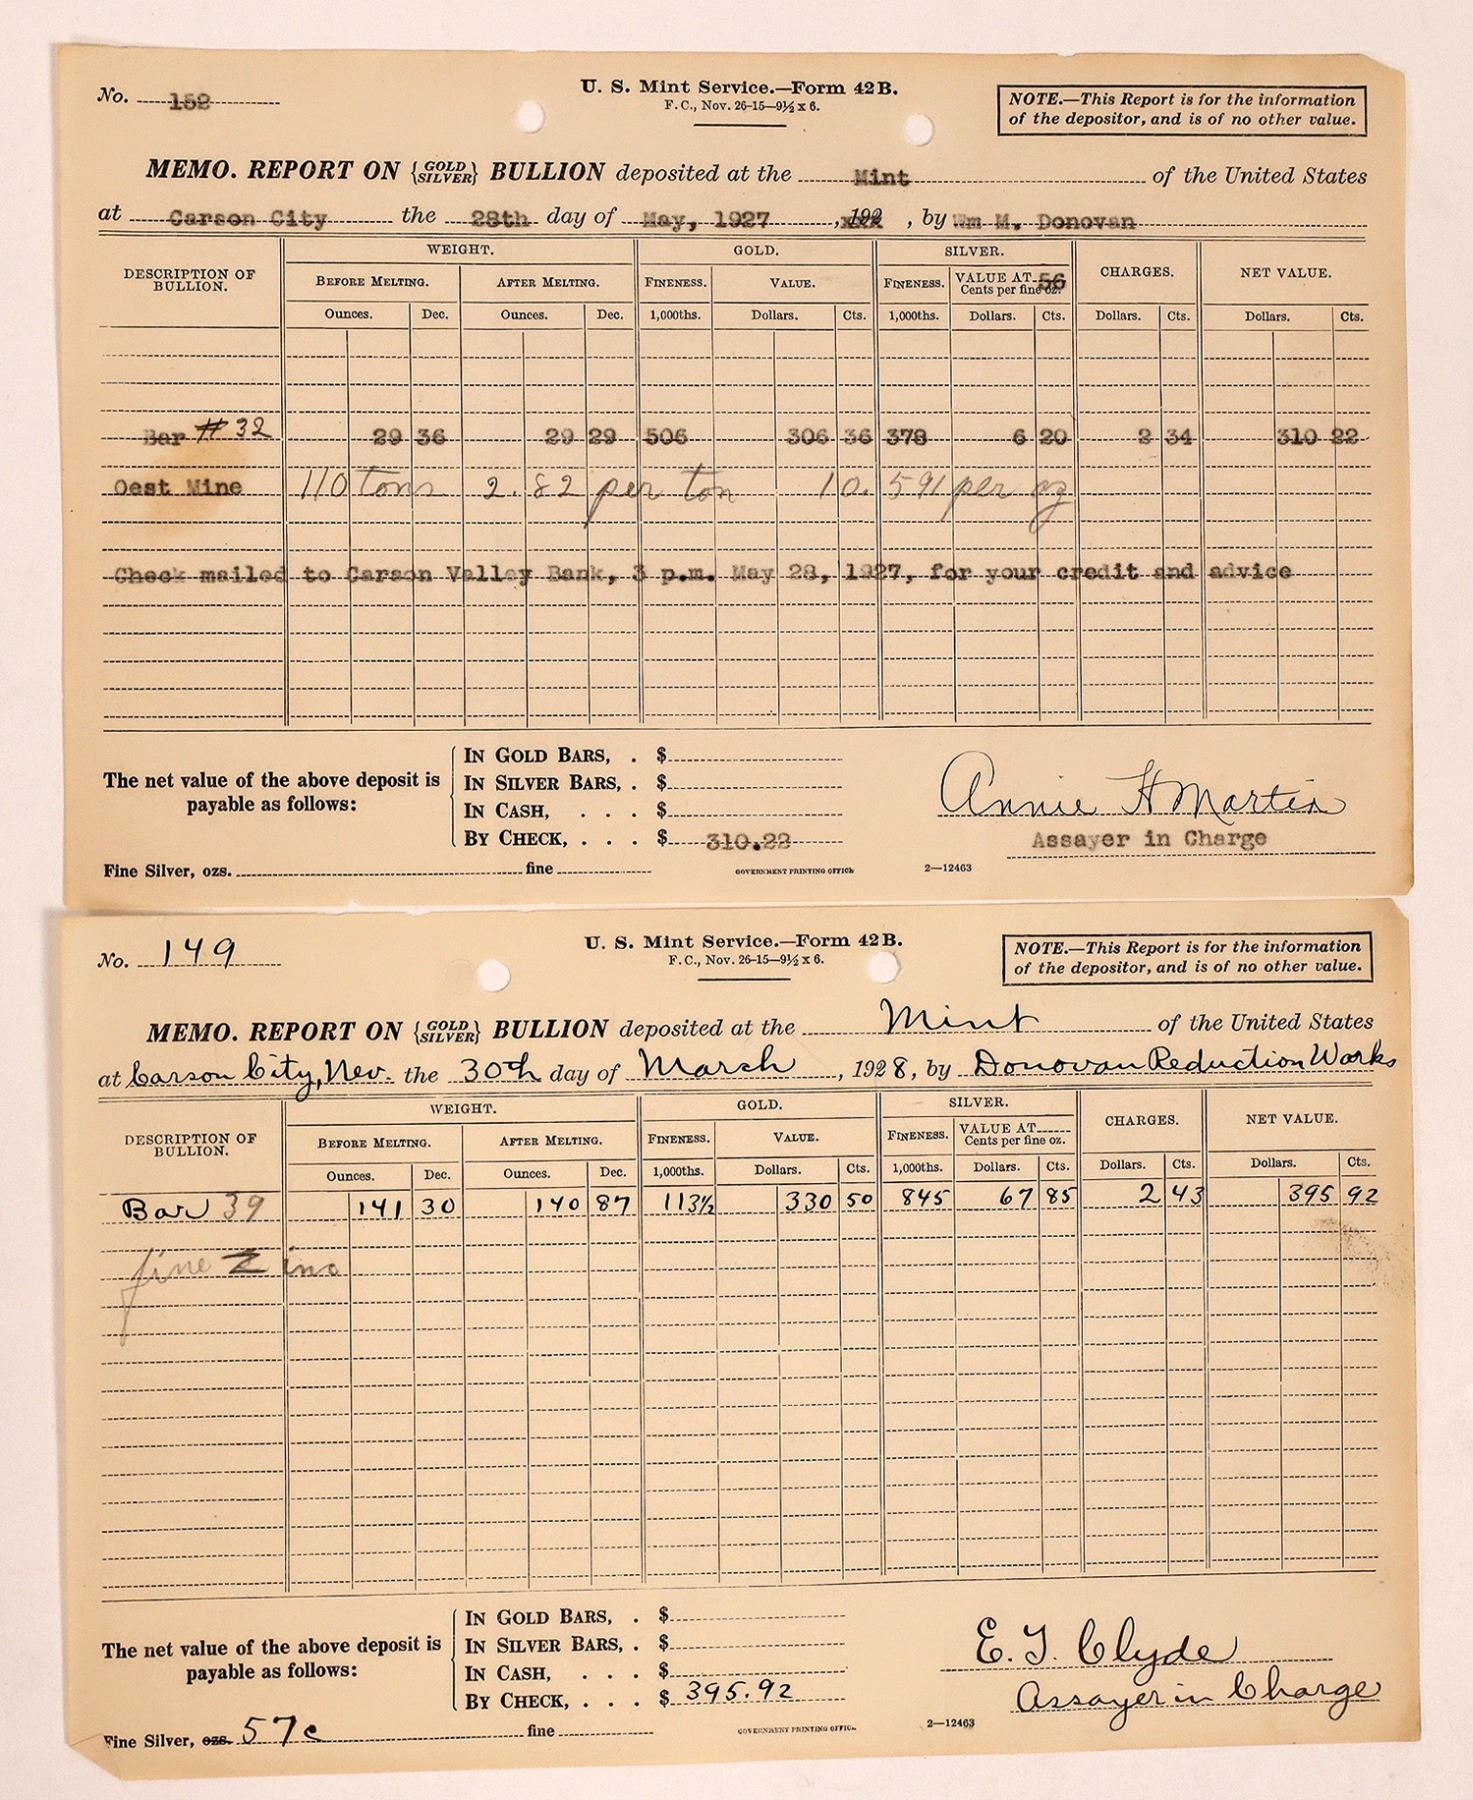 No. 152
U. S. Mint Service.—Form 42 B.
F. C., Nov. 26-15—9½ x 6.
NOTE.—This Report is for the information
of the depositor, and is of no other value.
MEMO. REPORT ON {GOLD SILVER} BULLION deposited at the Mint of the United States
at Carson City the 28th day of May, 1927 , 192 , by Wm M. Donovan
DESCRIPTION OF BULLION. WEIGHT. GOLD. SILVER. CHARGES. NET VALUE.
BEFORE MELTING. AFTER MELTING. FINENESS. VALUE. FINENESS. VALUE AT 56 Cents per fine oz.
Ounces. Dec. Ounces. Dec. 1,000ths. Dollars. Cts. 1,000ths. Dollars. Cts. Dollars. Cts. Dollars. Cts.
Bar # 32 29 36 29 29 506 306 36 378 6 20 2 34 310 22
Oest Mine 110 tons 2.82 per ton 10.591 per oz
Check mailed to Carson Valley Bank, 3 p.m. May 28, 1927, for your credit and advice
The net value of the above deposit is payable as follows:
IN GOLD BARS, . $
IN SILVER BARS, . $
IN CASH, . . . $
BY CHECK, . . . $ 310.22
Annie H Martin
Assayer in Charge
Fine Silver, ozs. fine GOVERNMENT PRINTING OFFICE 2—12463
No. 149
U. S. Mint Service.—Form 42 B.
F. C., Nov. 26-15—9½ x 6.
NOTE.—This Report is for the information
of the depositor, and is of no other value.
MEMO. REPORT ON {GOLD SILVER} BULLION deposited at the Mint of the United States
at Carson City, Nev. the 30th day of March , 1928, by Donovan Reduction Works
DESCRIPTION OF BULLION. WEIGHT. GOLD. SILVER. CHARGES. NET VALUE.
BEFORE MELTING. AFTER MELTING. FINENESS. VALUE. FINENESS. VALUE AT Cents per fine oz.
Ounces. Dec. Ounces. Dec. 1,000ths. Dollars. Cts. 1,000ths. Dollars. Cts. Dollars. Cts. Dollars. Cts.
Bar 39 141 30 140 87 113½ 330 50 845 67 85 2 43 395 92
fine Zinc
The net value of the above deposit is payable as follows:
IN GOLD BARS, . $
IN SILVER BARS, . $
IN CASH, . . . $
BY CHECK, . . . $ 395.92
E. T. Clyde
Assayer in Charge
Fine Silver, ozs. 57c fine GOVERNMENT PRINTING OFFICE 2—12463